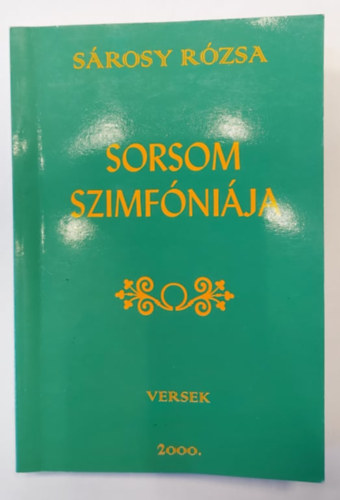 SÁROSY RÓZSA
SORSOM
SZIMFÓNIÁJA
VERSEK
2000.